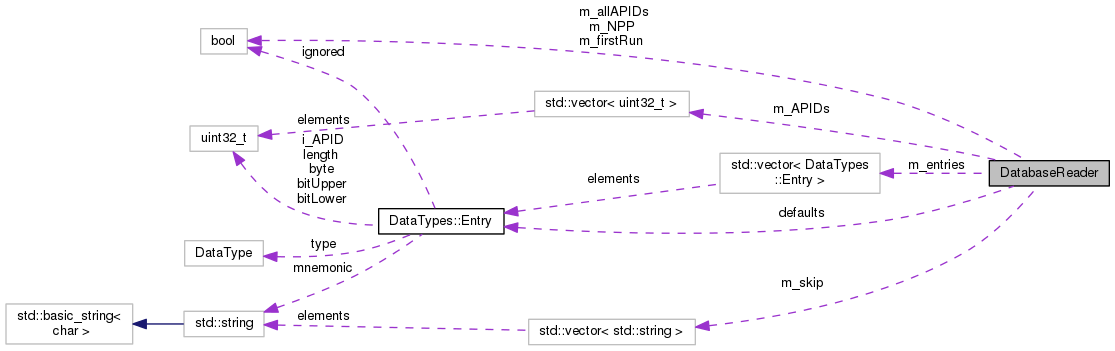 m_allAPIDs
m_NPP
m_firstRun
bool
ignored
std::vector< uint32_t >
m_APIDs
elements
uint32_t
i_APID
length
byte
bitUpper
bitLower
std::vector< DataTypes
::Entry >
m_entries
DatabaseReader
elements
defaults
DataTypes::Entry
type
DataType
mnemonic
m_skip
std::basic_string<
char >
std::string
elements
std::vector< std::string >